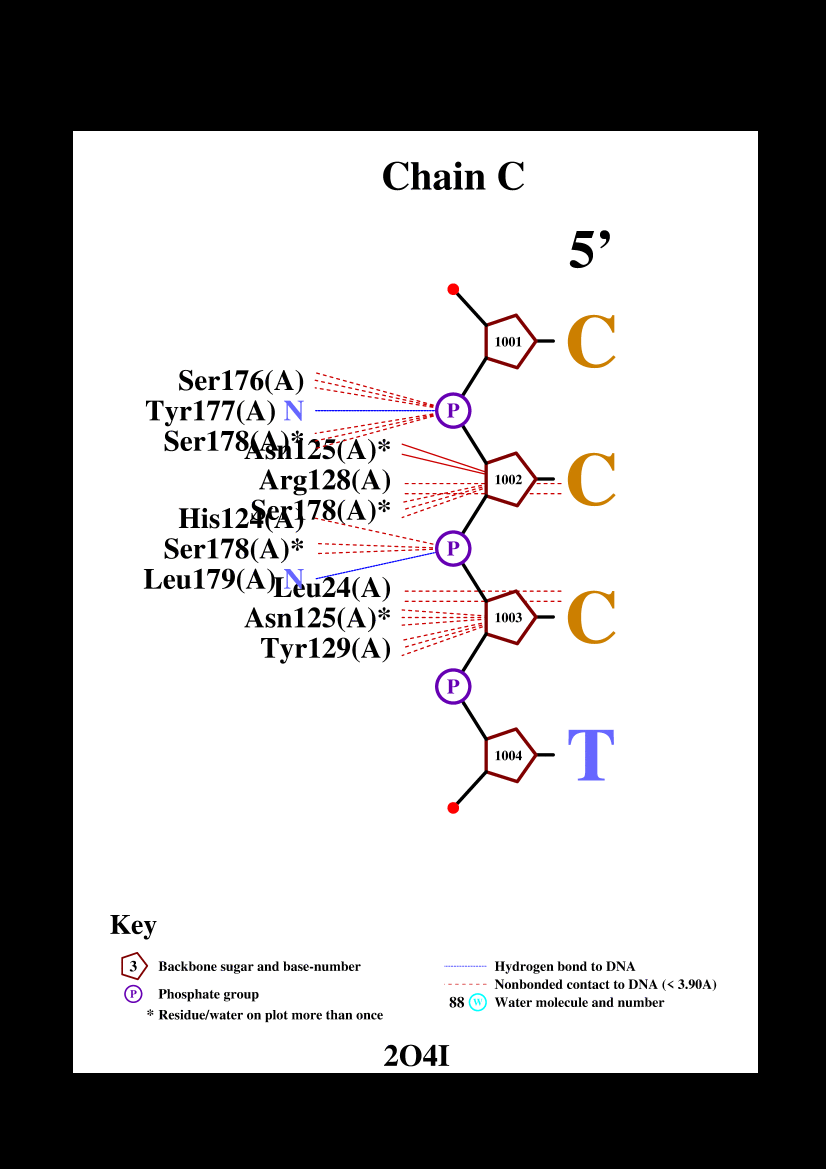 Chain C
5’
1001 C
Ser176(A)
Tyr177(A) N
P
Ser178(A)*
Asn125(A)*
Arg128(A)
1002 C
Ser178(A)*
His124(A)
Ser178(A)*
P
Leu179(A) N
Leu24(A)
Asn125(A)*
1003 C
Tyr129(A)
P
1004 T
Key
3 Backbone sugar and base-number
P Phosphate group
* Residue/water on plot more than once
Hydrogen bond to DNA
Nonbonded contact to DNA (< 3.90A)
88 W Water molecule and number
2O4I